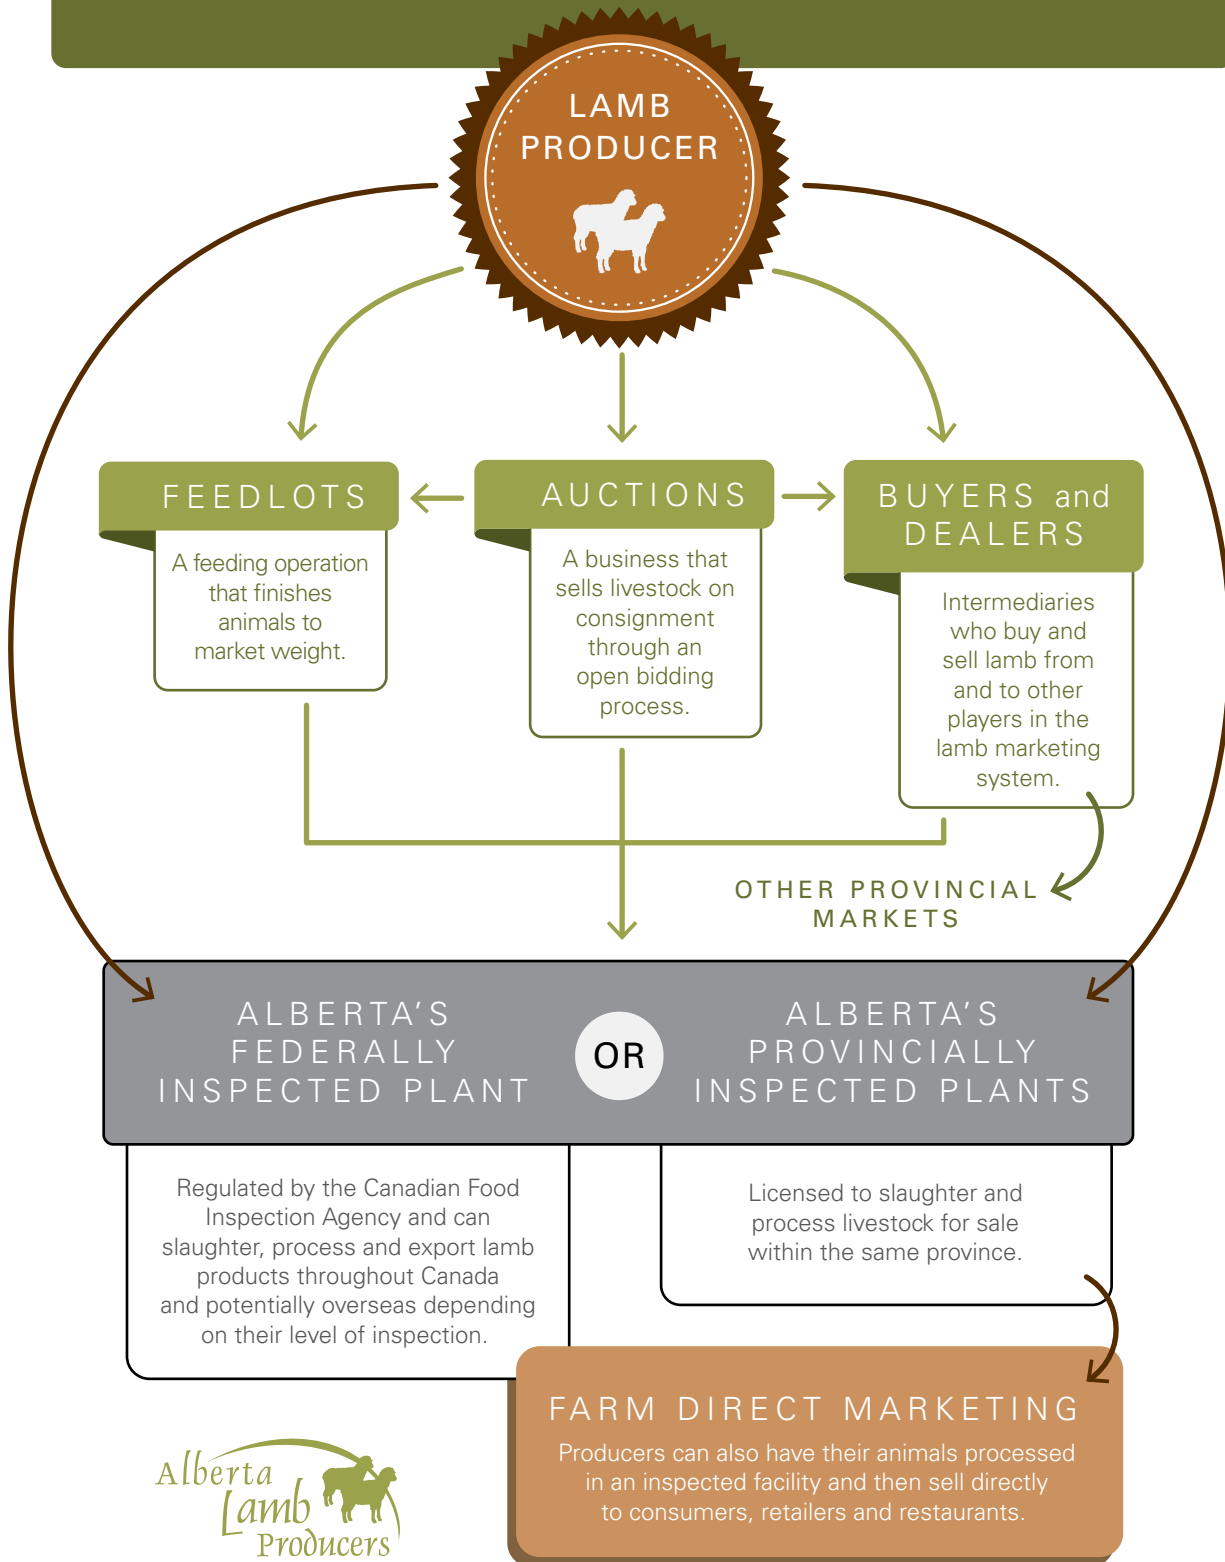 LAMB
PRODUCER
FEEDLOTS
A feeding operation
that finishes
animals to
market weight.
AUCTIONS
A business that
sells livestock on
consignment
through an
open bidding
process.
BUYERS and
DEALERS
Intermediaries
who buy and
sell lamb from
and to other
players in the
lamb marketing
system.
OTHER PROVINCIAL
MARKETS
ALBERTA'S
FEDERALLY
INSPECTED PLANT
OR
ALBERTA'S
PROVINCIALLY
INSPECTED PLANTS
Regulated by the Canadian Food
Inspection Agency and can
slaughter, process and export lamb
products throughout Canada
and potentially overseas depending
on their level of inspection.
Licensed to slaughter and
process livestock for sale
within the same province.
FARM DIRECT MARKETING
Producers can also have their animals processed
in an inspected facility and then sell directly
to consumers, retailers and restaurants.
Alberta
Lamb
Producers